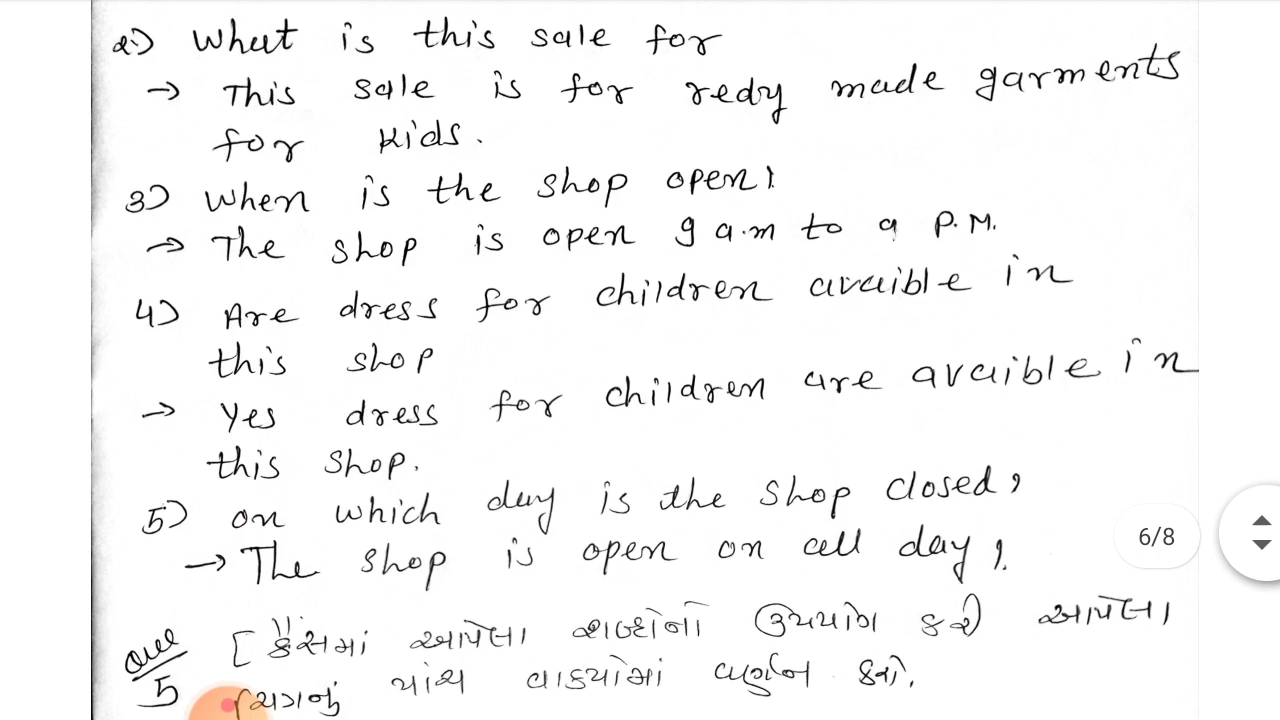 2.) What is this sale for
→ This sale is for redy made garments
for kids.
3) When is the shop open?
→ The shop is open 9 a.m to 9 P.M.
4) Are dress for children avaible in
this shop
→ Yes dress for children are avaible in
this shop.
5) on which day is the shop closed,
→ The shop is open on all day,.
Que 5 [કૌંસમાં આપેલા શબ્દોનો ઉપયોગ કરી આપેલા
ચિત્રનું પાંચ વાક્યોમાં વર્ણન કરો.
6/8